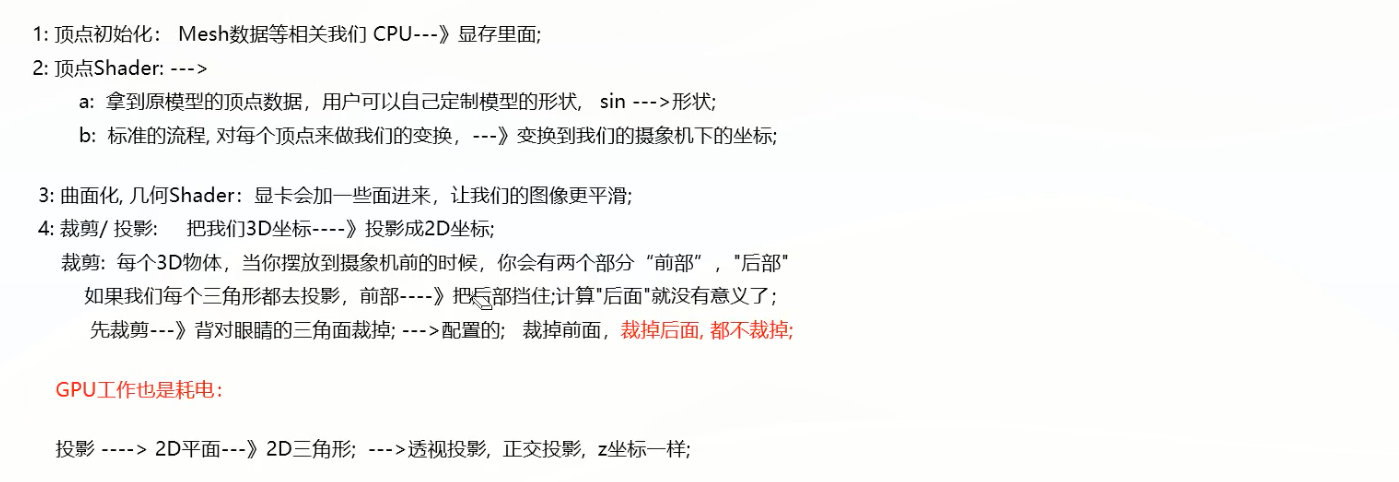 1: 顶点初始化： Mesh数据等相关我们 CPU---》显存里面;
2: 顶点Shader: --->
a: 拿到原模型的顶点数据，用户可以自己定制模型的形状, sin --->形状;
b: 标准的流程, 对每个顶点来做我们的变换，---》变换到我们的摄象机下的坐标;
3: 曲面化, 几何Shader：显卡会加一些面进来，让我们的图像更平滑;
4: 裁剪/ 投影: 把我们3D坐标----》投影成2D坐标;
裁剪: 每个3D物体，当你摆放到摄象机前的时候，你会有两个部分“前部”，"后部"
如果我们每个三角形都去投影，前部----》把后部挡住;计算"后面"就没有意义了;
先裁剪---》背对眼睛的三角面裁掉; --->配置的; 裁掉前面，裁掉后面, 都不裁掉;
GPU工作也是耗电：
投影 ----> 2D平面---》2D三角形; --->透视投影, 正交投影，z坐标一样;